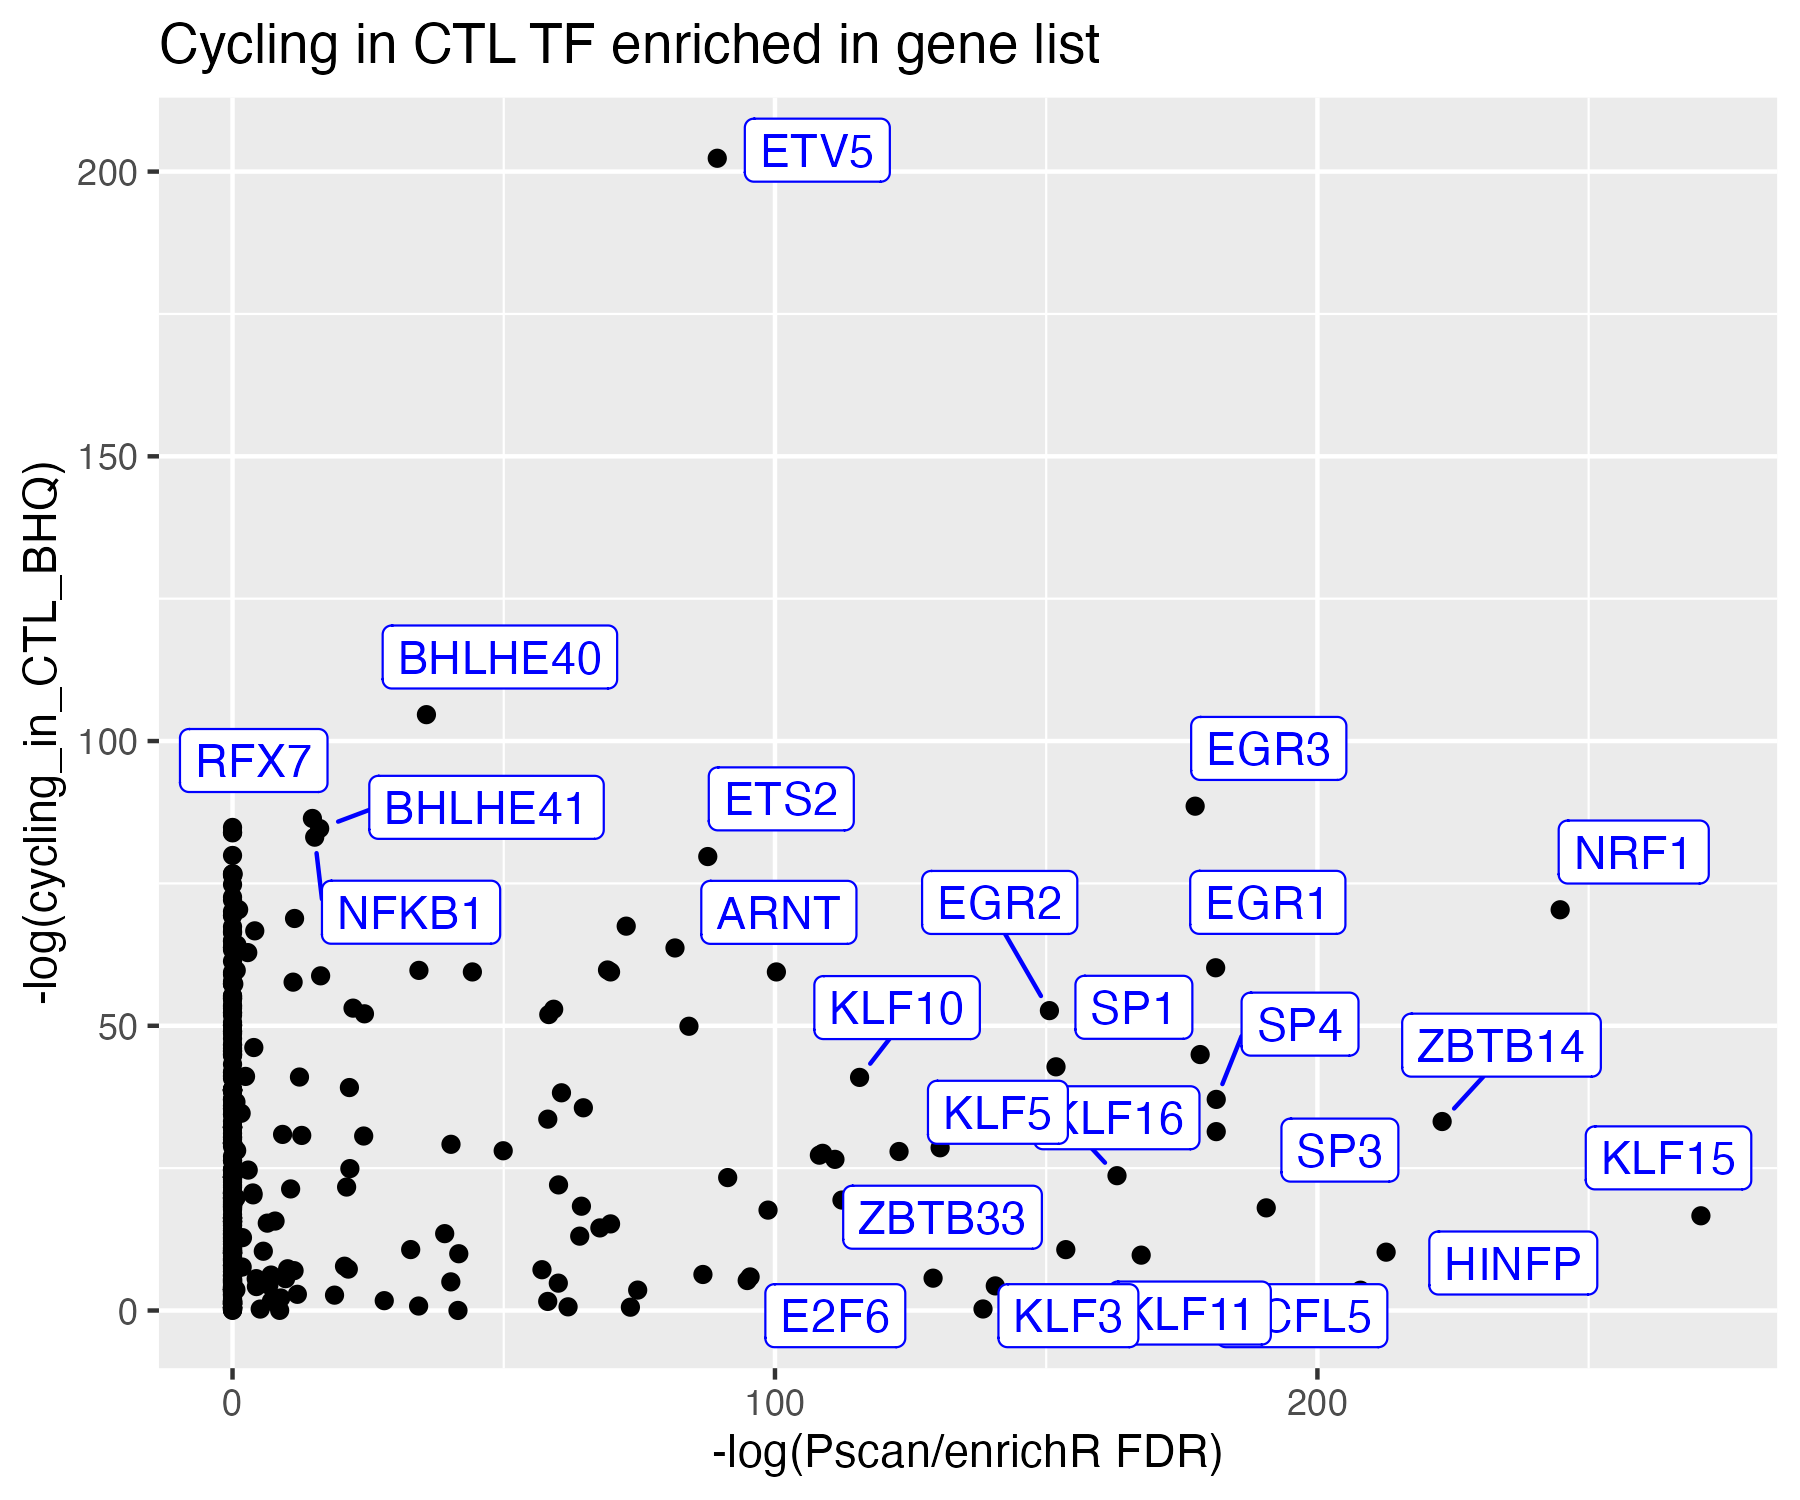 Cycling in CTL TF enriched in gene list
-log(cycling_in_CTL_BHQ)
200
150
100
50
0
ETV5
BHLHE40
RFX7
BHLHE41
NFKB1
ETS2
ARNT
EGR3
EGR2
EGR1
NRF1
KLF10
SP1
SP4
ZBTB14
KLF5
KLF16
SP3
KLF15
ZBTB33
HINFP
E2F6
KLF3
KLF11
CFL5
0
100
200
-log(Pscan/enrichR FDR)